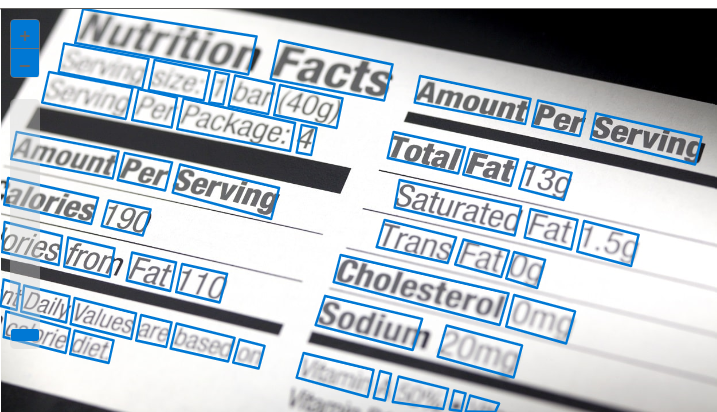 Nutrition Facts
Serving size: 1 bar (40g)
Serving Per Package: 4
Amount Per Serving
alories 190
ories from Fat 110
Daily Values are based on
calorie diet.
Amount Per Serving
Total Fat 13g
Saturated Fat 1.5g
Trans Fat 0g
Cholesterol 0mg
Sodium 20mg
Vitamin A 50% •
Vitamin